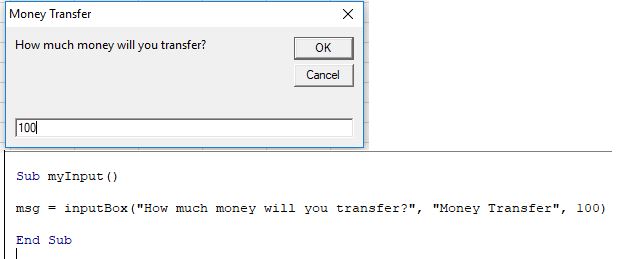 Money Transfer
How much money will you transfer?
OK
Cancel
100
Sub myInput()
msg = inputBox("How much money will you transfer?", "Money Transfer", 100)
End Sub